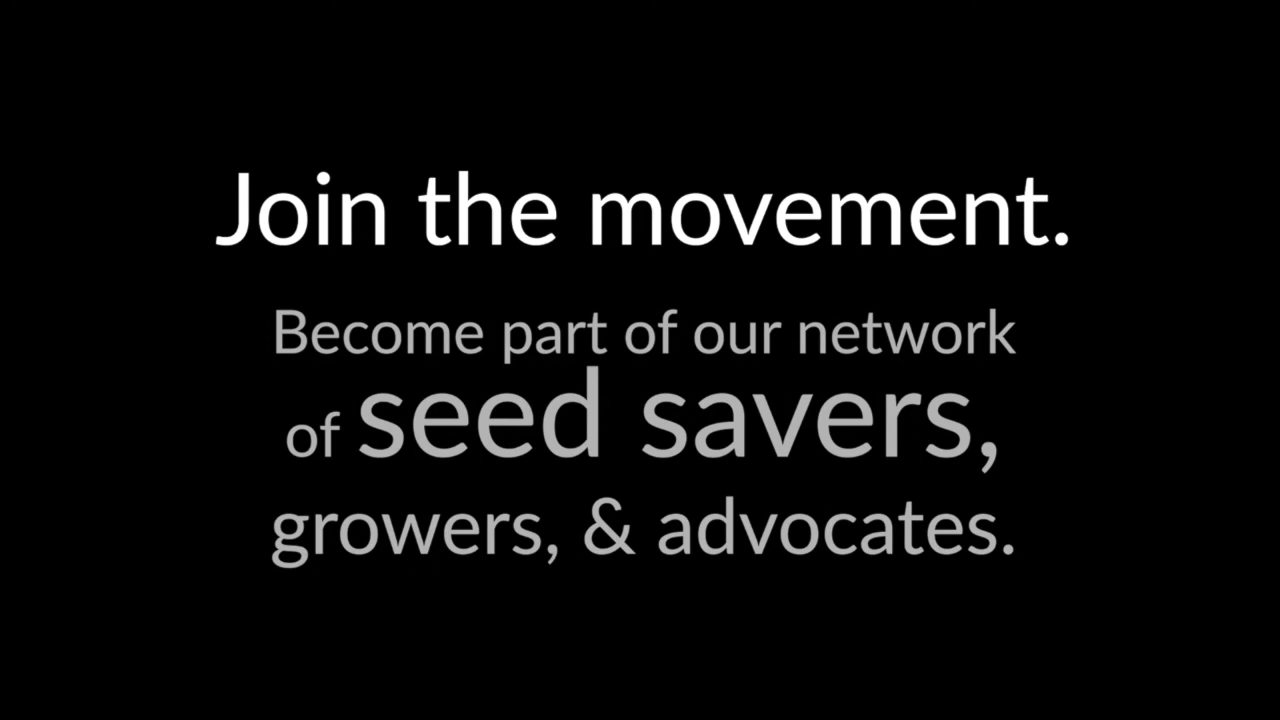 Join the movement.
Become part of our network
of seed savers,
growers, & advocates.